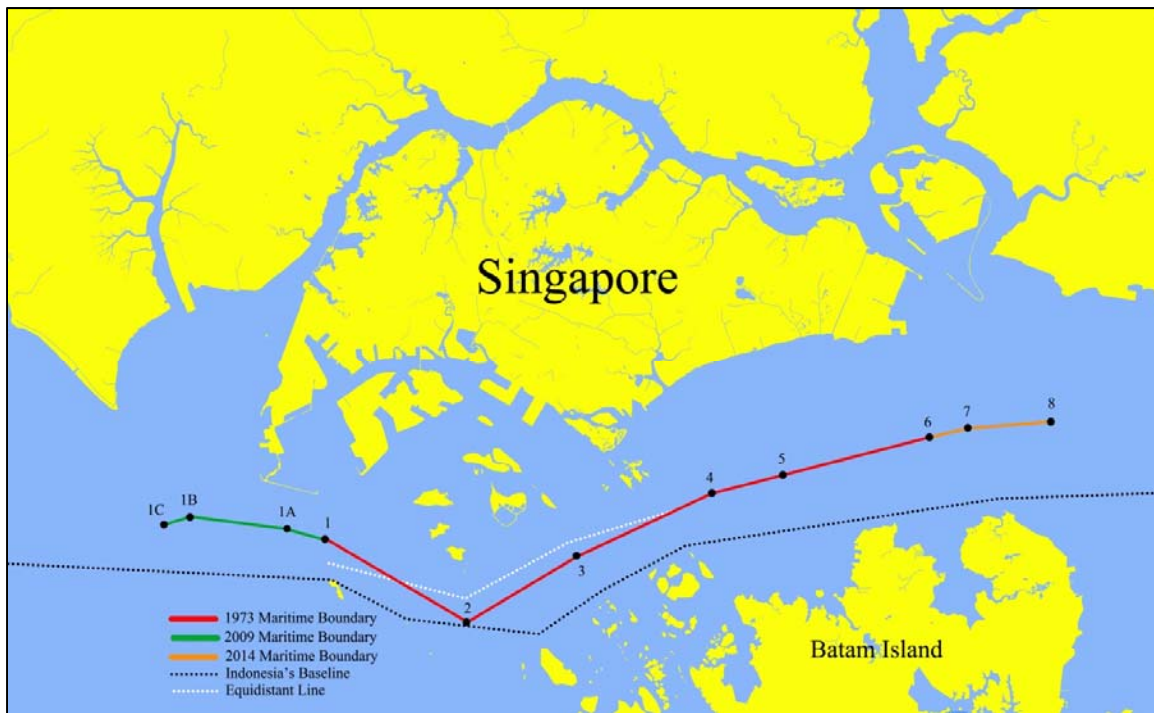 Singapore
8
7
6
5
4
1B
1C
1A
1
3
2
1973 Maritime Boundary
2009 Maritime Boundary
2014 Maritime Boundary
Indonesia's Baseline
Equidistant Line
Batam Island